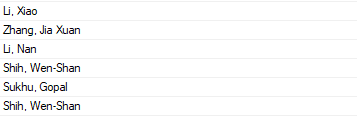 Li, Xiao
Zhang, Jia Xuan
Li, Nan
Shih, Wen-Shan
Sukhu, Gopal
Shih, Wen-Shan